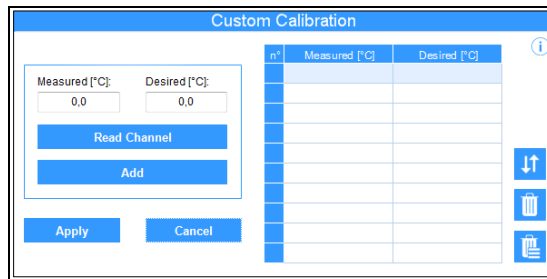 Custom Calibration
Measured [°C]: Desired [°C]:
0,0 0,0
Read Channel
Add
Apply Cancel
n° Measured [°C] Desired [°C]
i